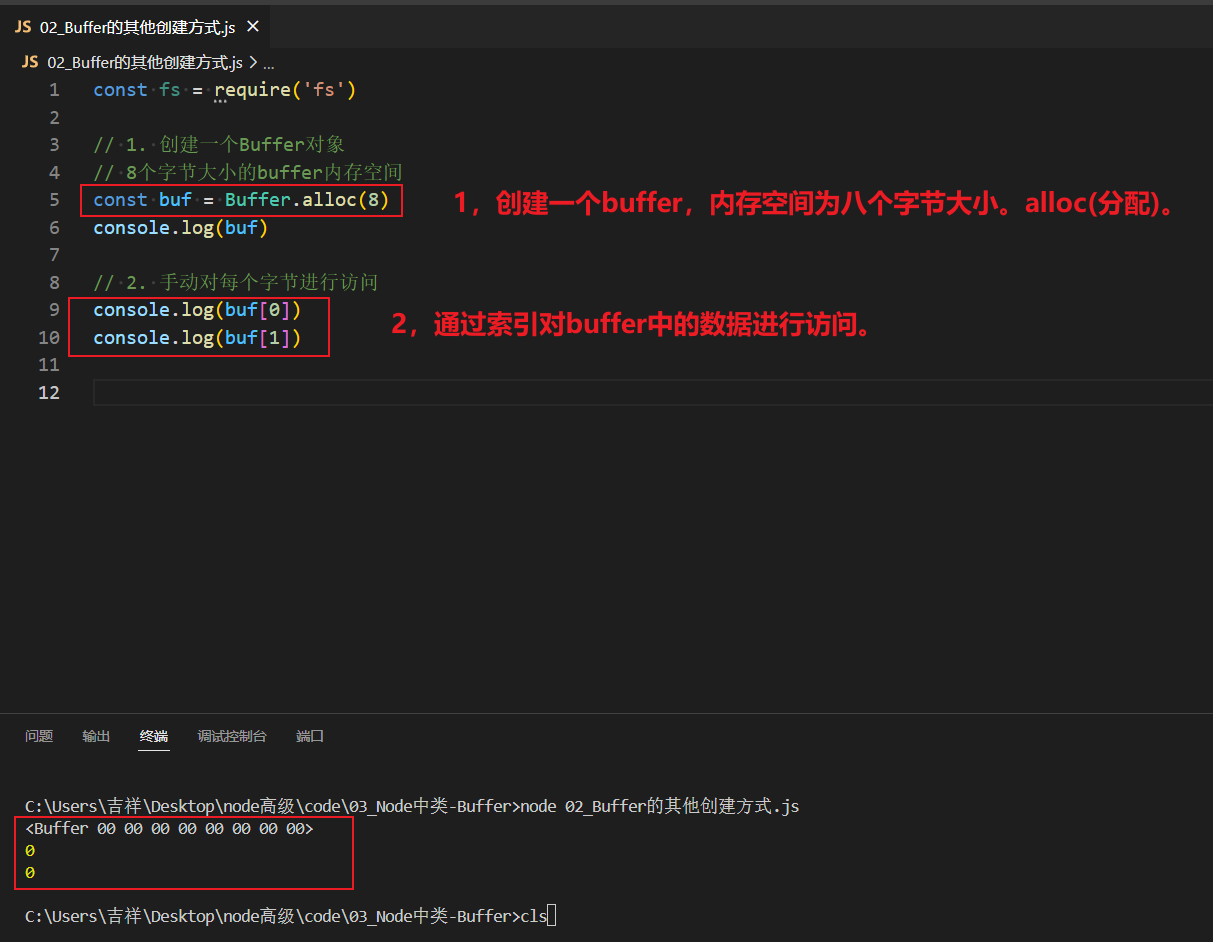 JS 02_Buffer的其他创建方式.js ×
JS 02_Buffer的其他创建方式.js > ...
1 const fs = require('fs')
2
3 // 1. 创建一个Buffer对象
4 // 8个字节大小的buffer内存空间
5 const buf = Buffer.alloc(8)
1，创建一个buffer，内存空间为八个字节大小。alloc(分配)。
6 console.log(buf)
7
8 // 2. 手动对每个字节进行访问
9 console.log(buf[0])
2，通过索引对buffer中的数据进行访问。
10 console.log(buf[1])
11
12
问题 输出 终端 调试控制台 端口
C:\Users\吉祥\Desktop\node高级\code\03_Node中类-Buffer>node 02_Buffer的其他创建方式.js
<Buffer 00 00 00 00 00 00 00 00>
0
0
C:\Users\吉祥\Desktop\node高级\code\03_Node中类-Buffer>cls